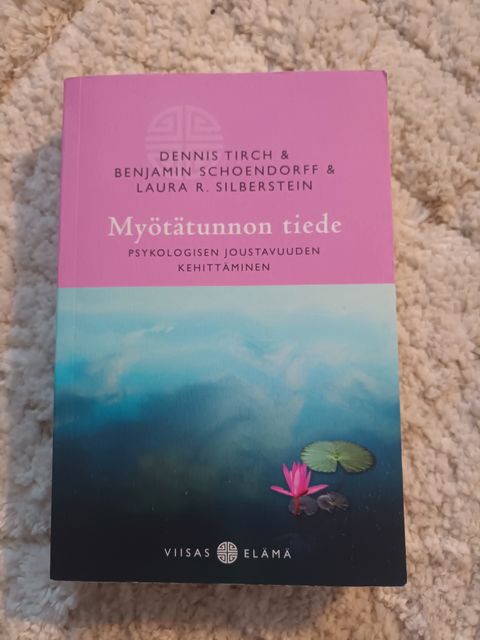 DENNIS TIRCH &
BENJAMIN SCHOENDORFF &
LAURA R. SILBERSTEIN
Myötätunnon tiede
PSYKOLOGISEN JOUSTAVUUDEN
KEHITTÄMINEN
VIISAS ELÄMÄ